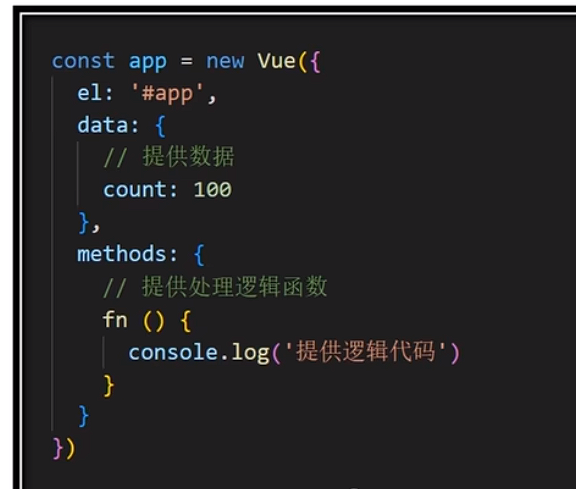 const app = new Vue({
  el: '#app',
  data: {
    // 提供数据
    count: 100
  },
  methods: {
    // 提供处理逻辑函数
    fn () {
      console.log('提供逻辑代码')
    }
  }
})